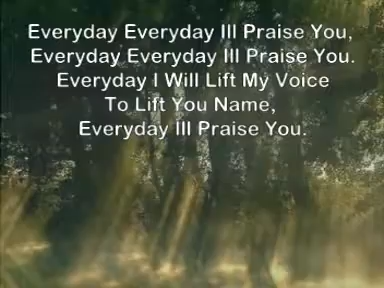 Everyday Everyday Ill Praise You,
Everyday Everyday Ill Praise You.
Everyday I Will Lift My Voice
To Lift You Name,
Everyday Ill Praise You.